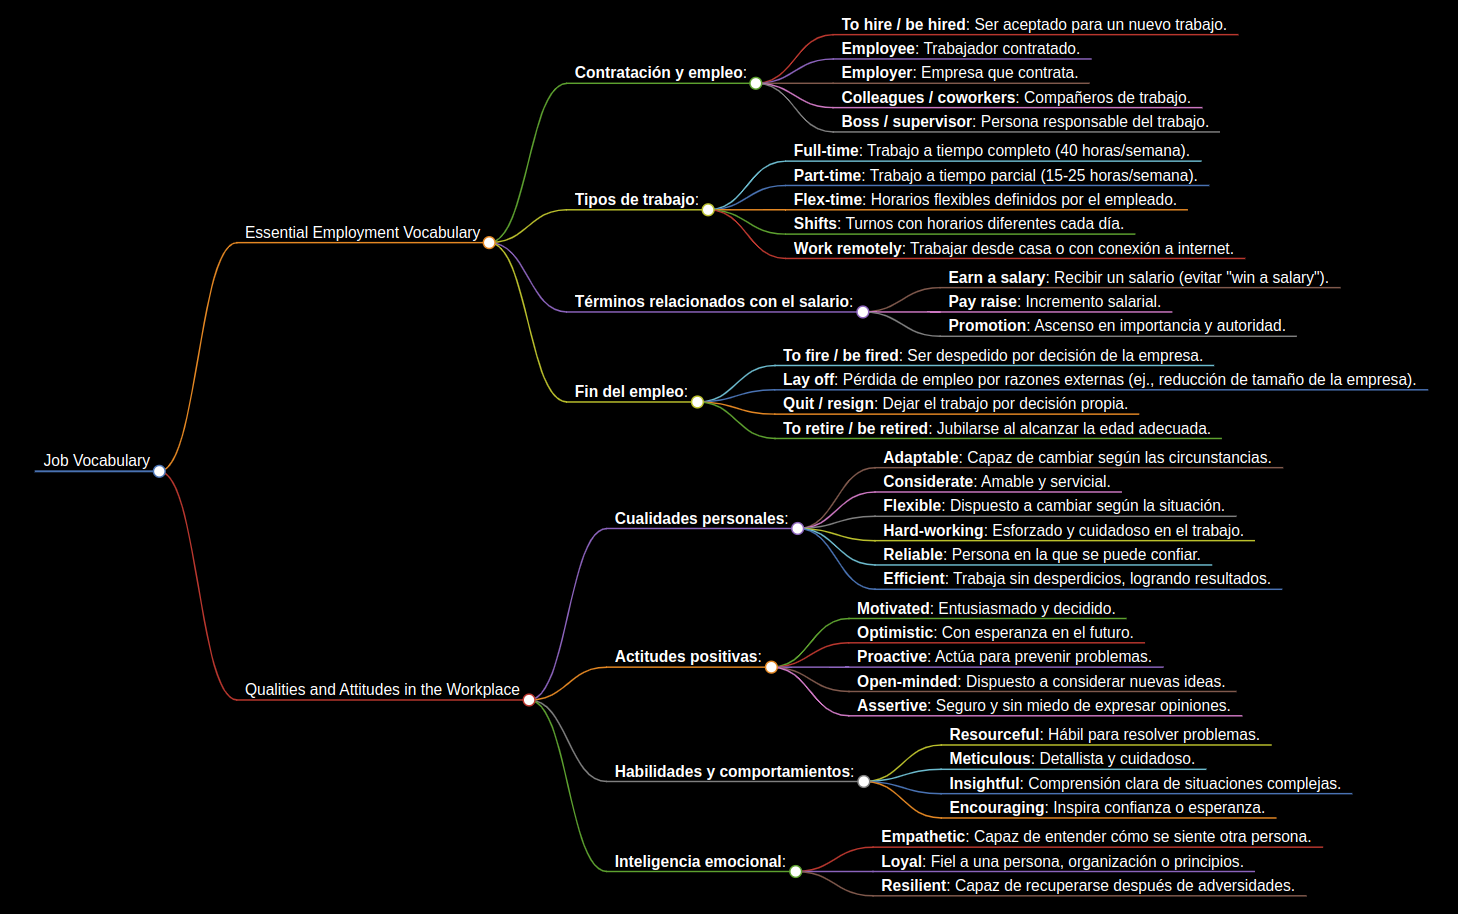 To hire / be hired: Ser aceptado para un nuevo trabajo.
Employee: Trabajador contratado.
Contratación y empleo:
Employer: Empresa que contrata.
Colleagues / coworkers: Compañeros de trabajo.
Boss / supervisor: Persona responsable del trabajo.
Full-time: Trabajo a tiempo completo (40 horas/semana).
Part-time: Trabajo a tiempo parcial (15-25 horas/semana).
Tipos de trabajo:
Flex-time: Horarios flexibles definidos por el empleado.
Shifts: Turnos con horarios diferentes cada día.
Essential Employment Vocabulary
Work remotely: Trabajar desde casa o con conexión a internet.
Earn a salary: Recibir un salario (evitar "win a salary").
Términos relacionados con el salario:
Pay raise: Incremento salarial.
Promotion: Ascenso en importancia y autoridad.
To fire / be fired: Ser despedido por decisión de la empresa.
Lay off: Pérdida de empleo por razones externas (ej., reducción de tamaño de la empresa).
Fin del empleo:
Quit / resign: Dejar el trabajo por decisión propia.
To retire / be retired: Jubilarse al alcanzar la edad adecuada.
Job Vocabulary
Adaptable: Capaz de cambiar según las circunstancias.
Considerate: Amable y servicial.
Flexible: Dispuesto a cambiar según la situación.
Cualidades personales:
Hard-working: Esforzado y cuidadoso en el trabajo.
Reliable: Persona en la que se puede confiar.
Efficient: Trabaja sin desperdicios, logrando resultados.
Motivated: Entusiasmado y decidido.
Optimistic: Con esperanza en el futuro.
Actitudes positivas:
Proactive: Actúa para prevenir problemas.
Open-minded: Dispuesto a considerar nuevas ideas.
Qualities and Attitudes in the Workplace
Assertive: Seguro y sin miedo de expresar opiniones.
Resourceful: Hábil para resolver problemas.
Meticulous: Detallista y cuidadoso.
Habilidades y comportamientos:
Insightful: Comprensión clara de situaciones complejas.
Encouraging: Inspira confianza o esperanza.
Empathetic: Capaz de entender cómo se siente otra persona.
Inteligencia emocional:
Loyal: Fiel a una persona, organización o principios.
Resilient: Capaz de recuperarse después de adversidades.